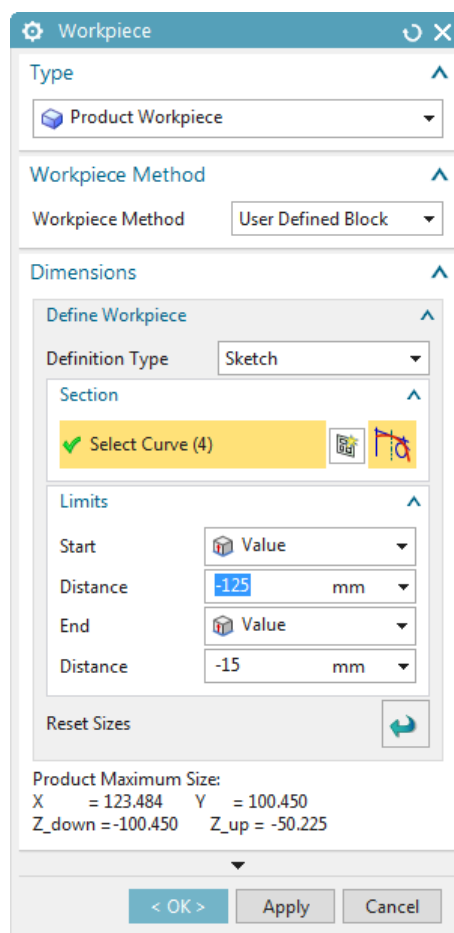 Workpiece
Type
Product Workpiece
Workpiece Method
Workpiece Method User Defined Block
Dimensions
Define Workpiece
Definition Type Sketch
Section
Select Curve (4)
Limits
Start Value
Distance -125 mm
End Value
Distance -15 mm
Reset Sizes
Product Maximum Size:
X = 123.484 Y = 100.450
Z_down =-100.450 Z_up = -50.225
< OK > Apply Cancel